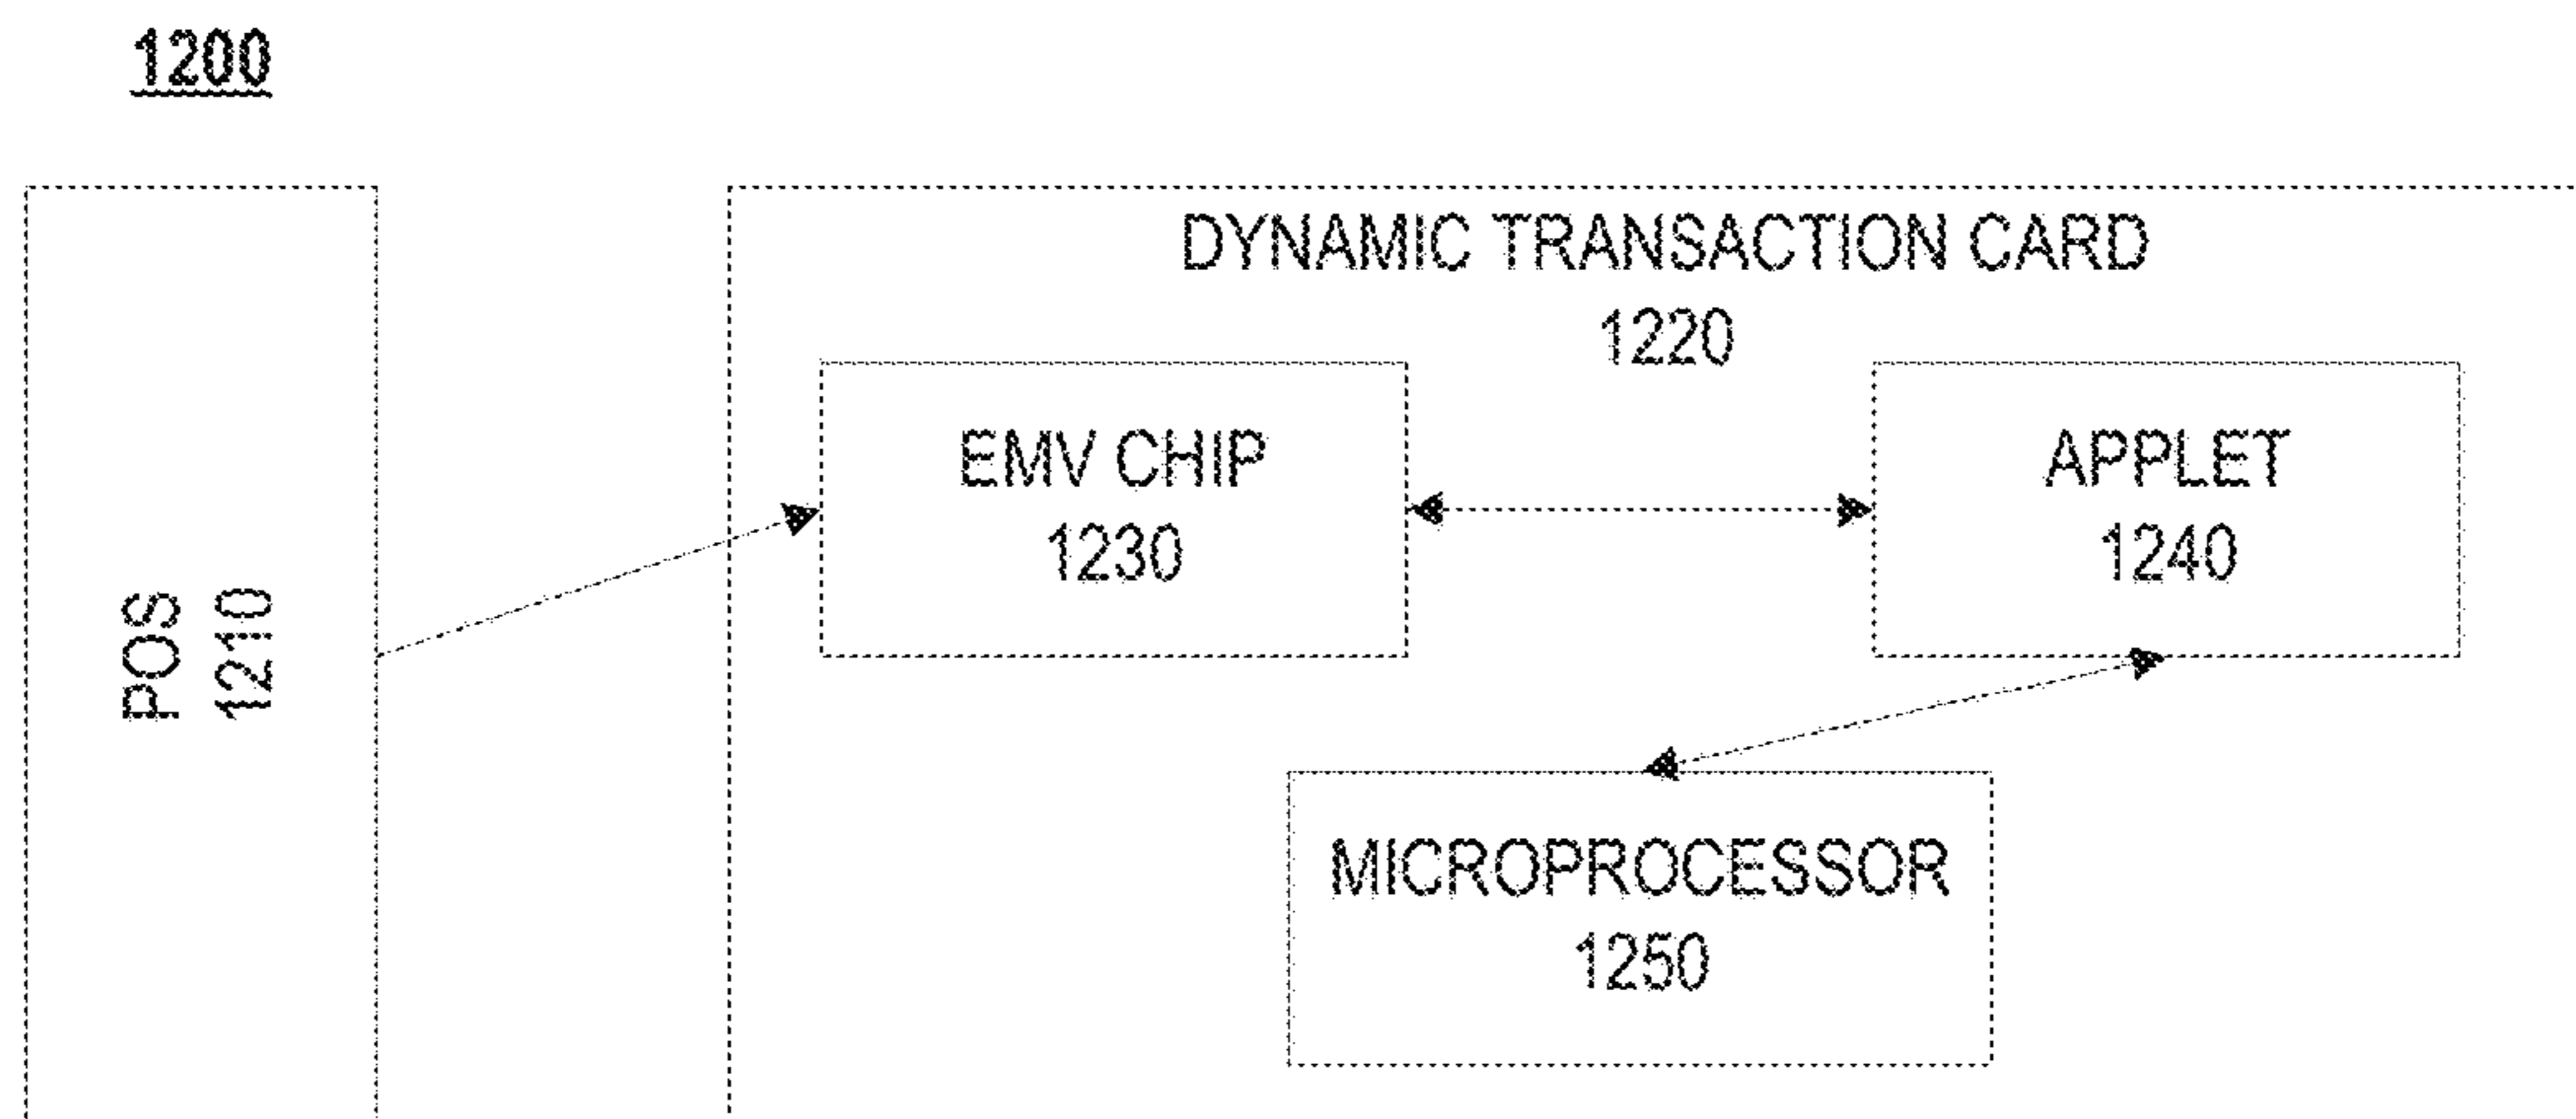 1200
DYNAMIC TRANSACTION CARD
1220
EMV CHIP
1230
APPLET
1240
POS
1210
MICROPROCESSOR
1250